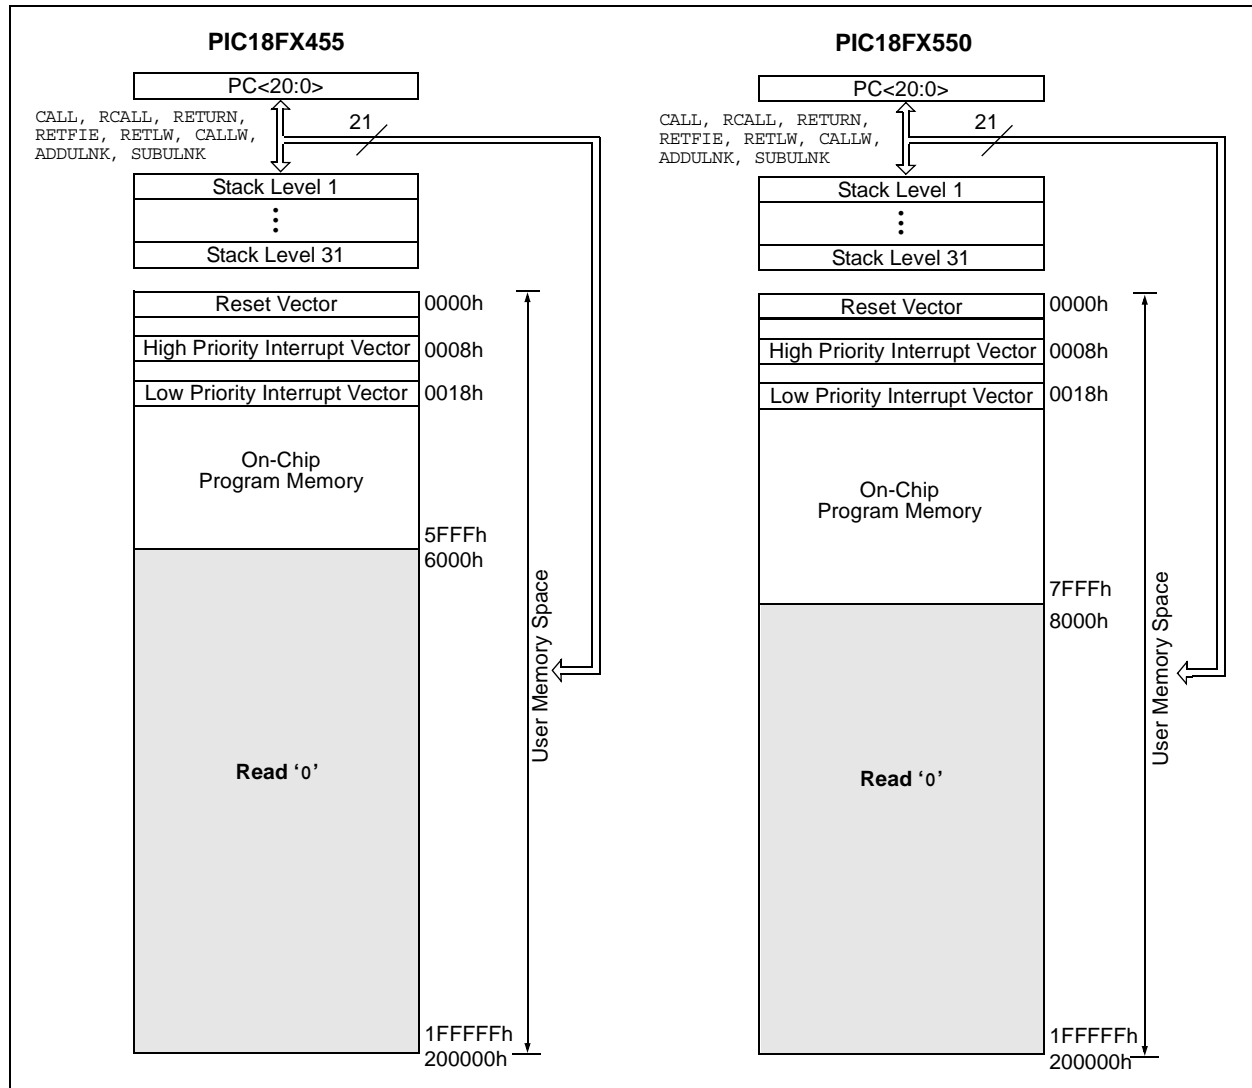 PIC18FX455
PC<20:0>
CALL, RCALL, RETURN,
RETFIE, RETLW, CALLW,
ADDULNK, SUBULNK
21
Stack Level 1
Stack Level 31
Reset Vector
0000h
High Priority Interrupt Vector
0008h
Low Priority Interrupt Vector
0018h
On-Chip
Program Memory
5FFFh
6000h
Read ‘0’
1FFFFFh
200000h
User Memory Space
PIC18FX550
PC<20:0>
CALL, RCALL, RETURN,
RETFIE, RETLW, CALLW,
ADDULNK, SUBULNK
21
Stack Level 1
Stack Level 31
Reset Vector
0000h
High Priority Interrupt Vector
0008h
Low Priority Interrupt Vector
0018h
On-Chip
Program Memory
7FFFh
8000h
Read ‘0’
1FFFFFh
200000h
User Memory Space